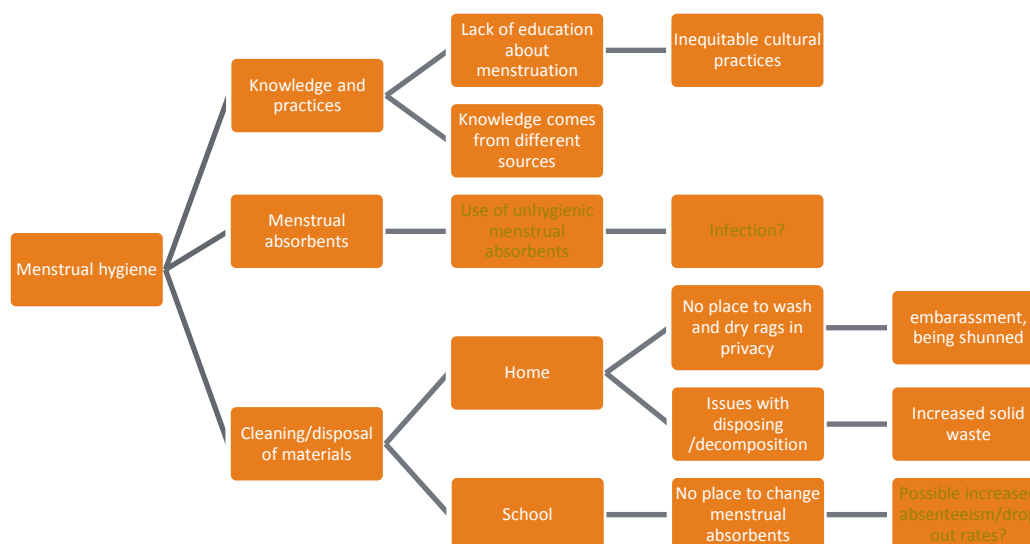 Menstrual hygiene
Knowledge and
practices
Lack of education
about
menstruation
Inequitable cultural
practices
Knowledge comes
from different
sources
Menstrual
absorbents
Use of unhygienic
menstrual
absorbents
Infection?
Cleaning/disposal
of materials
Home
No place to wash
and dry rags in
privacy
embarassment,
being shunned
Issues with
disposing
/decomposition
Increased solid
waste
School
No place to change
menstrual
absorbents
Possible increased
absenteeism/drop
out rates?